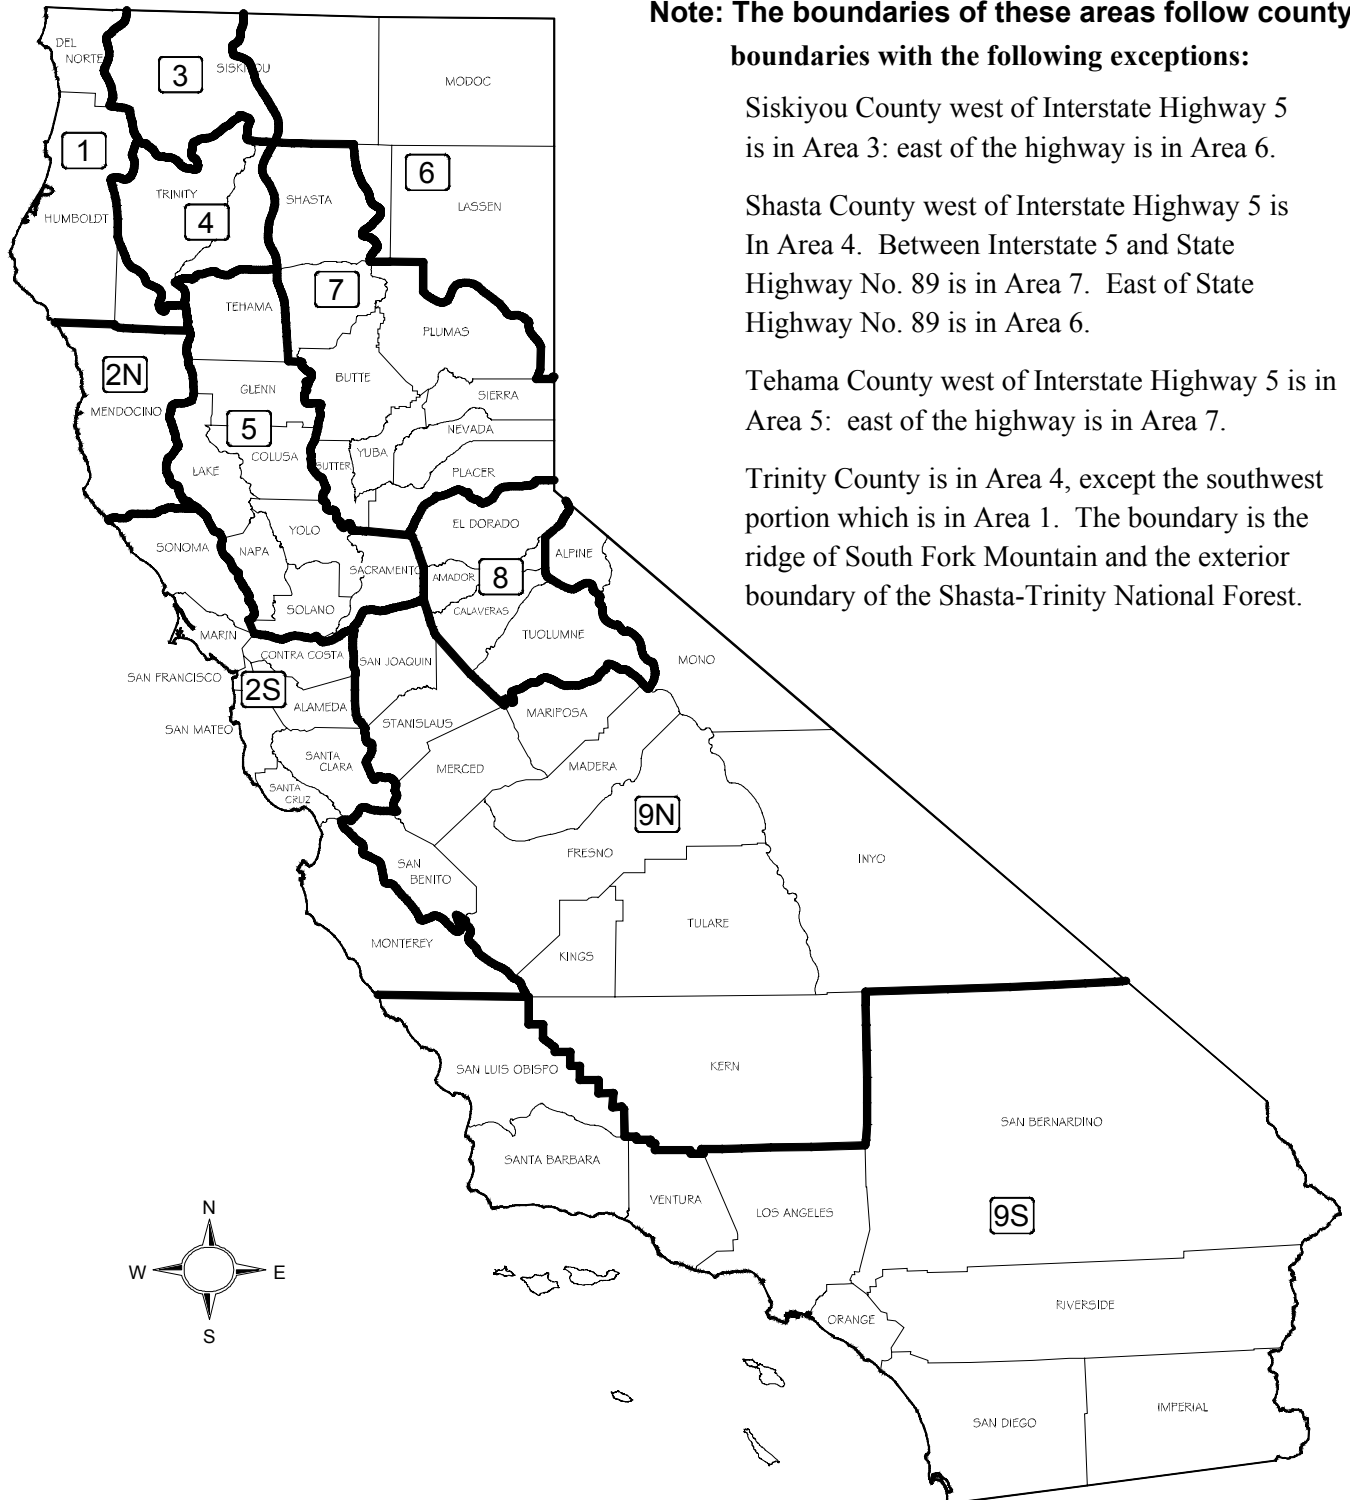 Note: The boundaries of these areas follow county
boundaries with the following exceptions:
Siskiyou County west of Interstate Highway 5
is in Area 3: east of the highway is in Area 6.
Shasta County west of Interstate Highway 5 is
In Area 4. Between Interstate 5 and State
Highway No. 89 is in Area 7. East of State
Highway No. 89 is in Area 6.
Tehama County west of Interstate Highway 5 is in
Area 5: east of the highway is in Area 7.
Trinity County is in Area 4, except the southwest
portion which is in Area 1. The boundary is the
ridge of South Fork Mountain and the exterior
boundary of the Shasta-Trinity National Forest.
DEL
NORTE
3
SISKIYOU
MODOC
1
6
TRINITY
SHASTA
LASSEN
HUMBOLDT
4
7
TEHAMA
PLUMAS
2N
BUTTE
GLENN
SIERRA
MENDOCINO
5
NEVADA
COLUSA
YUBA
SUTTER
LAKE
PLACER
EL DORADO
YOLO
SONOMA
NAPA
ALPINE
SACRAMENTO
AMADOR
8
SOLANO
CALAVERAS
MARIN
TUOLUMNE
CONTRA COSTA
SAN JOAQUIN
MONO
SAN FRANCISCO
2S
ALAMEDA
MARIPOSA
STANISLAUS
SAN MATEO
SANTA
CLARA
MERCED
MADERA
SANTA
CRUZ
9N
FRESNO
INYO
SAN
BENITO
TULARE
MONTEREY
KINGS
SAN LUIS OBISPO
KERN
SAN BERNARDINO
SANTA BARBARA
VENTURA
LOS ANGELES
9S
N
W
E
S
RIVERSIDE
ORANGE
SAN DIEGO
IMPERIAL